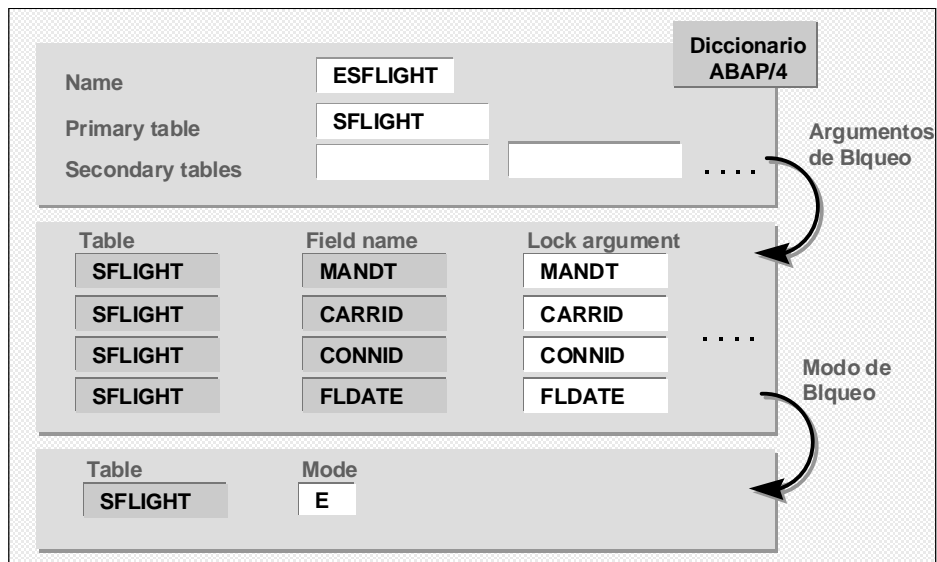 Diccionario
ABAP/4
Name
ESFLIGHT
Primary table
SFLIGHT
Secondary tables
. . . .
Argumentos
de Blqueo
Table Field name Lock argument
SFLIGHT MANDT MANDT
SFLIGHT CARRID CARRID
SFLIGHT CONNID CONNID
SFLIGHT FLDATE FLDATE
. . . .
Modo de
Blqueo
Table Mode
SFLIGHT E